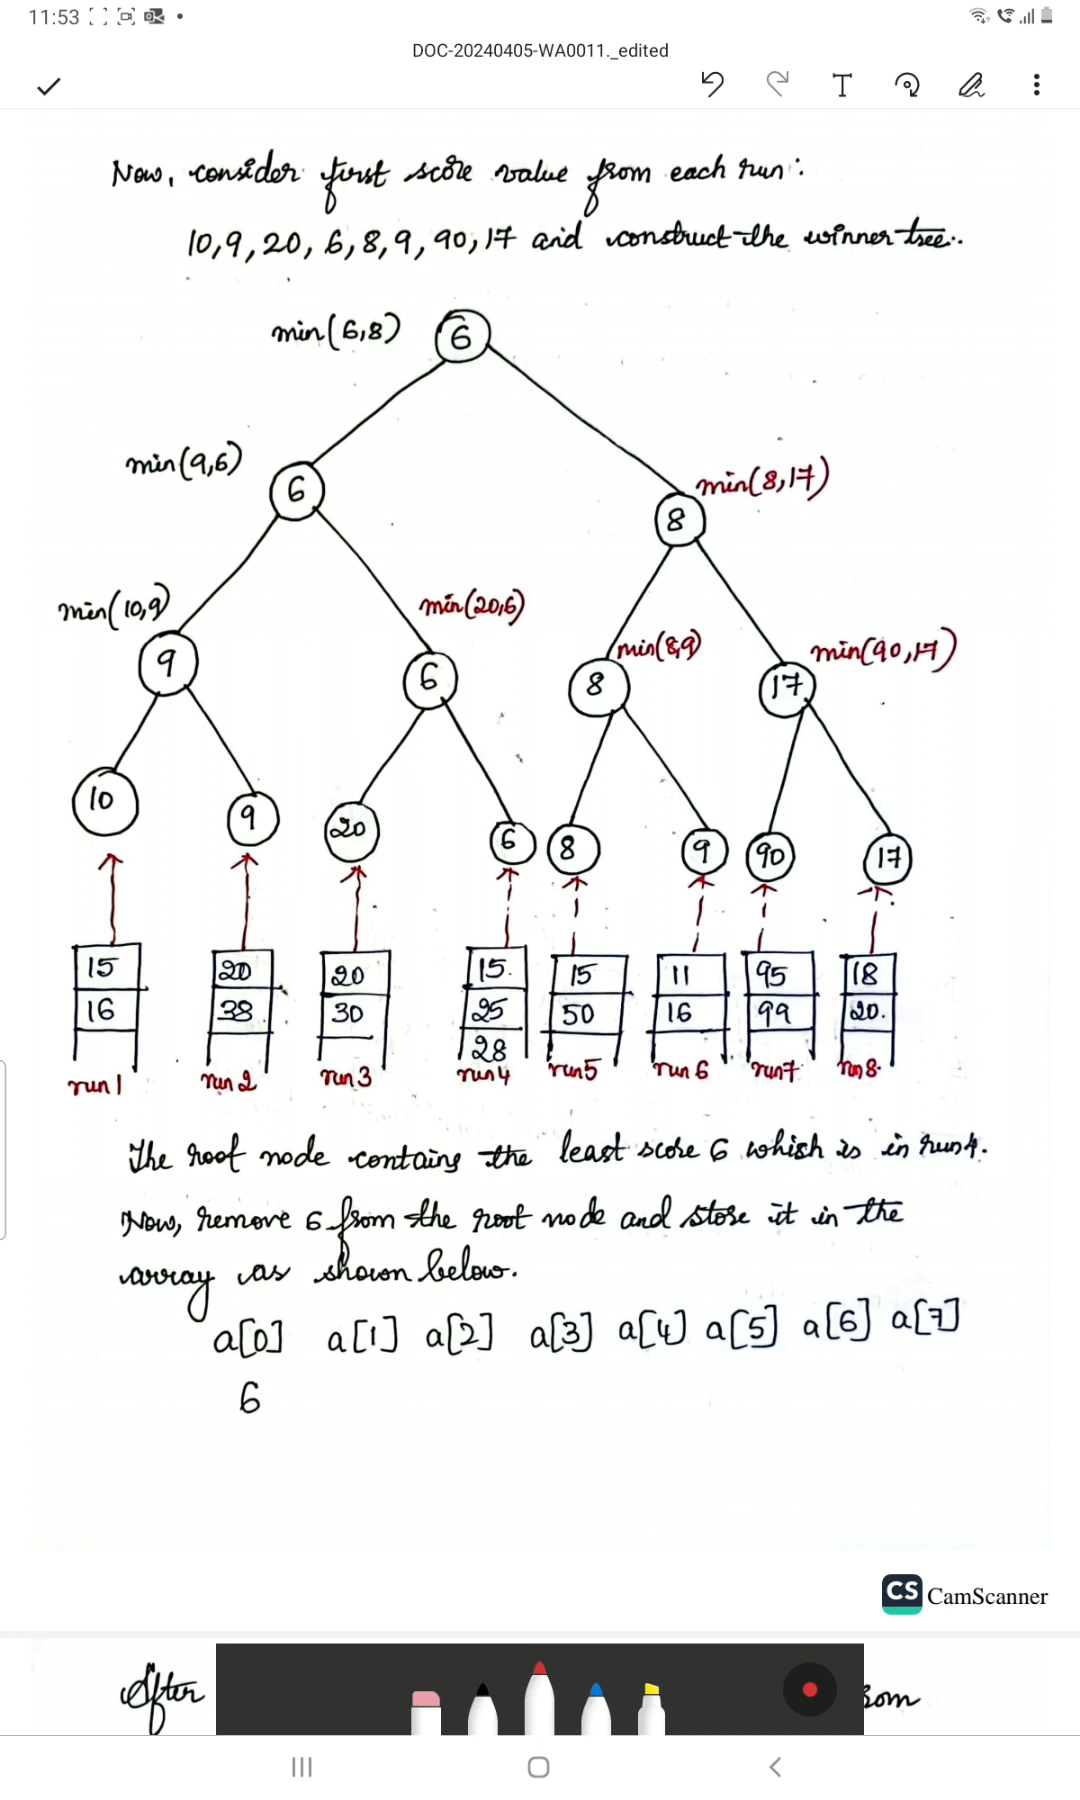 11:53
DOC-20240405-WA0011._edited
T
Now, consider first score value from each run:
10, 9, 20, 6, 8, 9, 90, 17 and construct the winner tree.
min(6,8) 6
min(9,6) 6
min(8,17) 8
min(10,9) 9
min(20,6) 6
min(8,9) 8
min(90,17) 17
10 9 20 6 8 9 90 17
15 20 20 15 15 11 95 18
16 38 30 25 50 16 99 20
28
run 1 run 2 run 3 run 4 run5 run 6 run7 run 8
The root node contains the least score 6 which is in run 4.
Now, remove 6 from the root node and store it in the
array as shown below.
a[0] a[1] a[2] a[3] a[4] a[5] a[6] a[7]
6
CS CamScanner
After